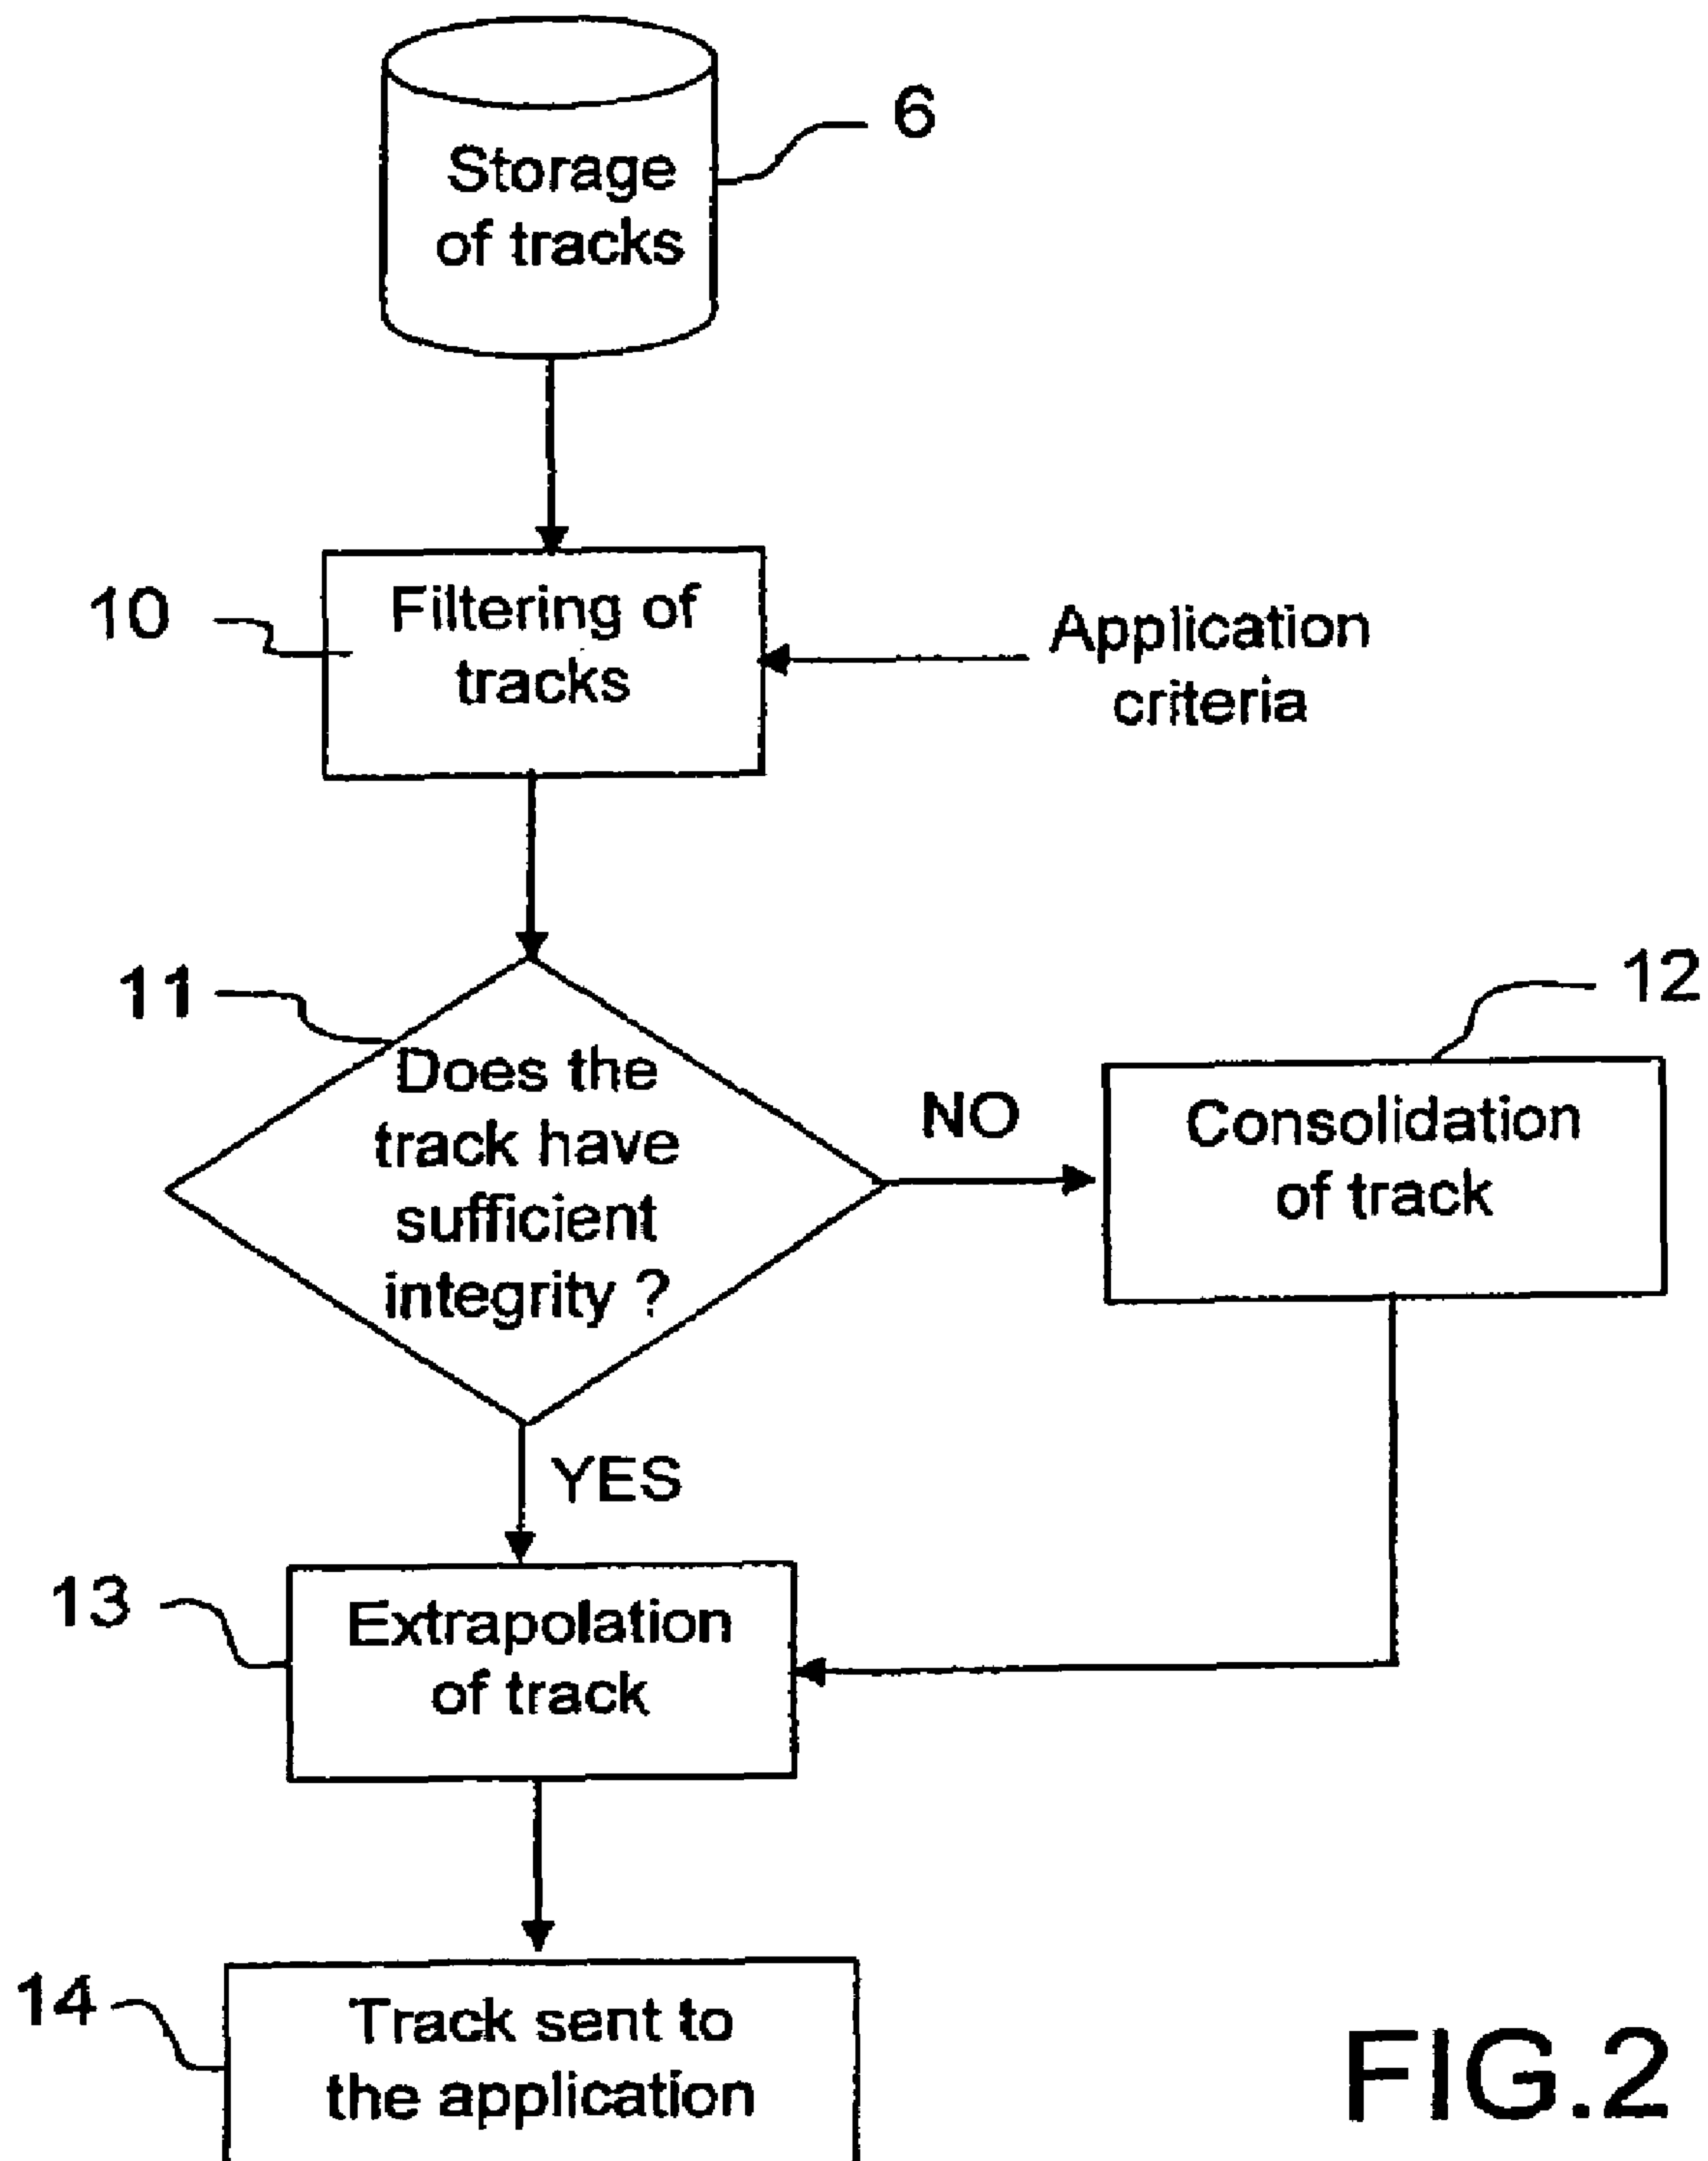 6
Storage
of tracks
10
Filtering of
tracks
Application
criteria
11
Does the
track have
sufficient
integrity ?
NO
12
Consolidation
of track
YES
13
Extrapolation
of track
14
Track sent to
the application
FIG.2